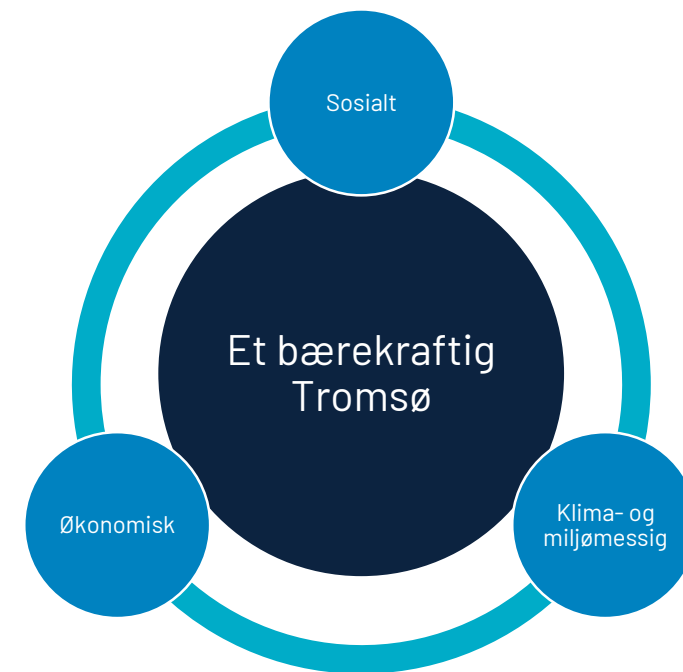 Sosialt
Et bærekraftig
Tromsø
Økonomisk
Klima- og
miljømessig